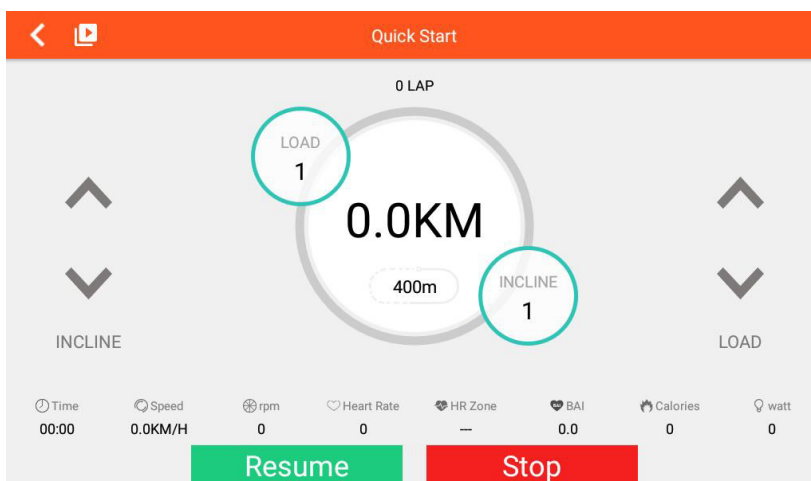 Quick Start
0 LAP
LOAD
1
0.0KM
400m
INCLINE
1
INCLINE
LOAD
Time Speed rpm Heart Rate HR Zone BAI Calories watt
00:00 0.0KM/H 0 0 --- 0.0 0 0
Resume Stop